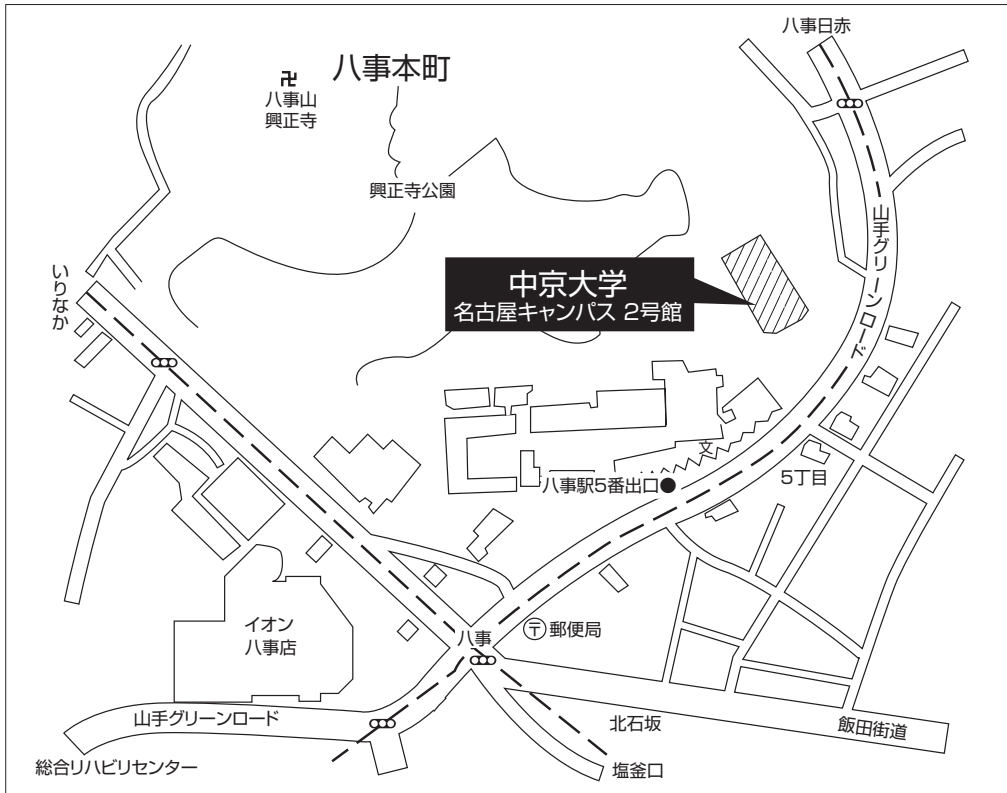 八事日赤
八事本町
卍
八事山
興正寺
興正寺公園
山手グリーンロード
いりなか
中京大学
名古屋キャンパス 2号館
文
八事駅5番出口
5丁目
イオン
八事店
八事
〒郵便局
山手グリーンロード
北石坂
飯田街道
総合リハビリセンター
塩釜口